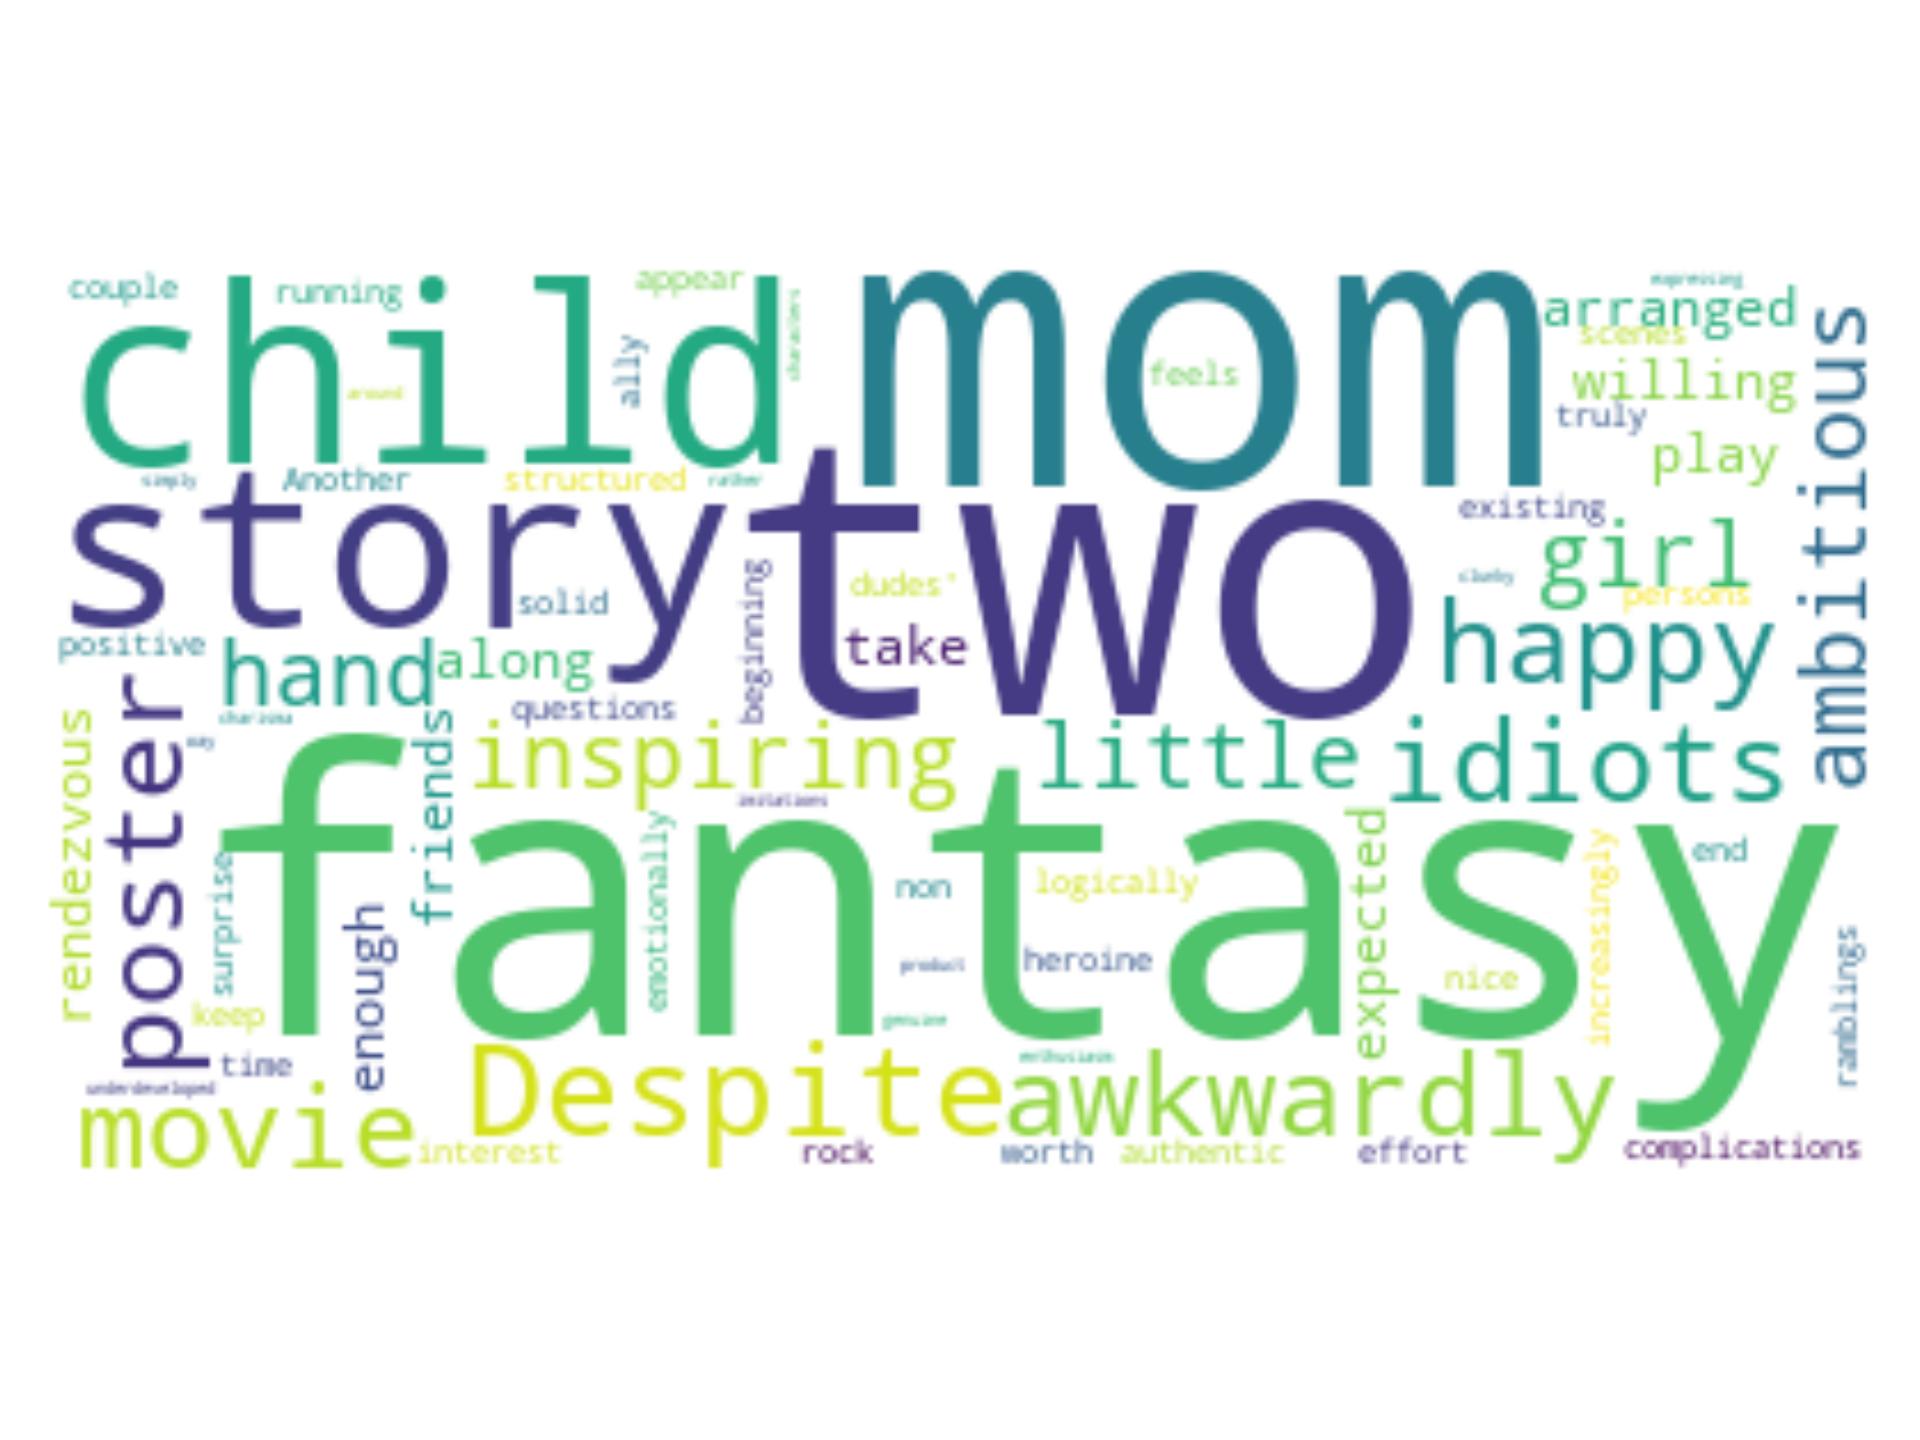 couple
running
appear
expressing
child
mom
arranged
characters
scenes
ally
feels
willing
around
truly
ambitious
play
simply
Another
structured
rather
story
two
existing
girl
clunky
beginning
dudes'
persons
solid
happy
positive
hand
along
take
questions
poster
rendezvous
charisma
friends
inspiring
little
idiots
imitations
fantasy
emotionally
expected
increasingly
surprise
non
logically
end
enough
product
heroine
nice
ramblings
keep
genuine
time
Despite
enthusiasm
awkwardly
underdeveloped
movie
interest
rock
worth
authentic
effort
complications